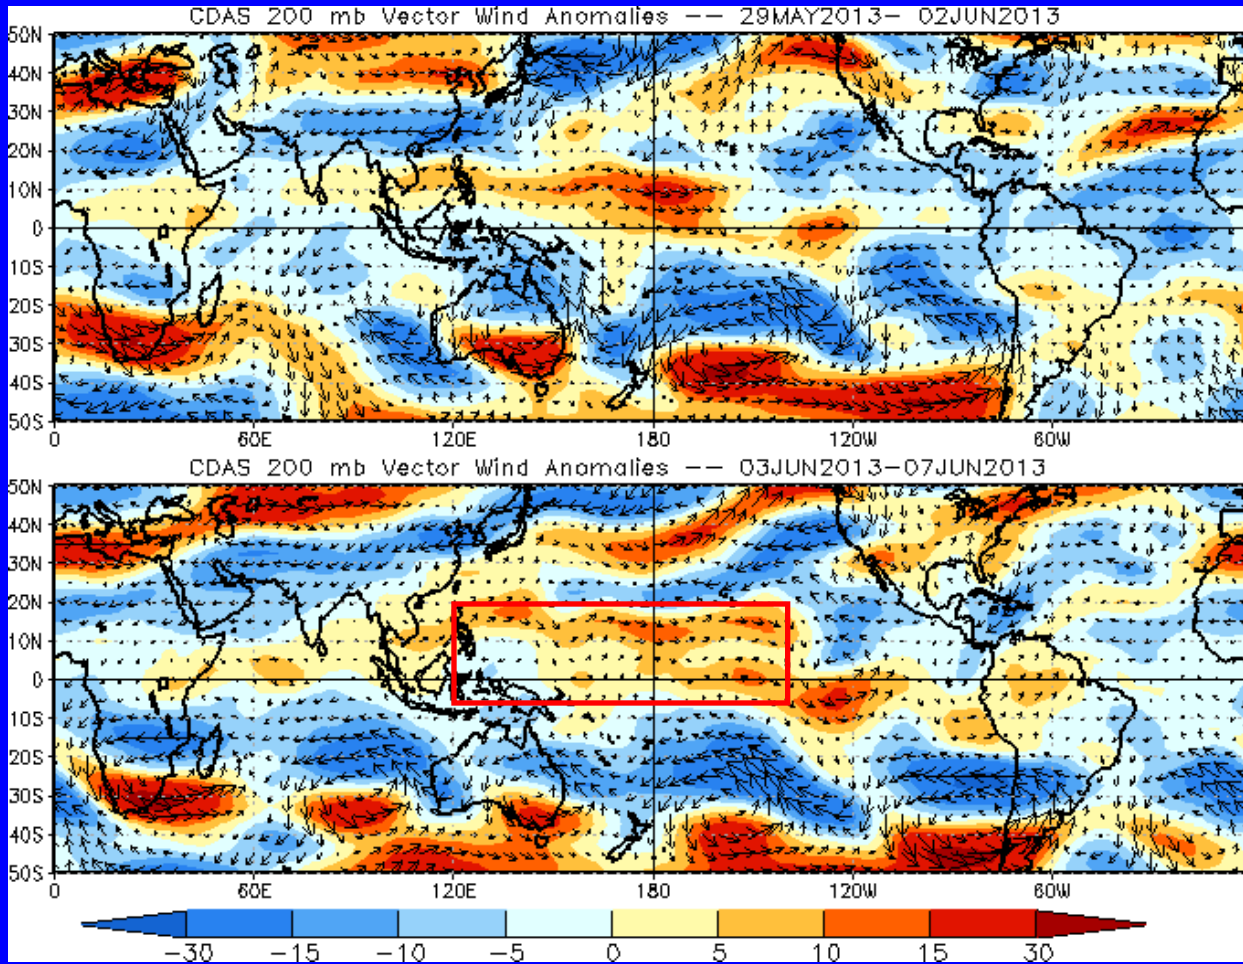 CDAS 200 mb Vector Wind Anomalies -- 29MAY2013- 02JUN2013
50N
40N
30N
20N
10N
0
10S
20S
30S
40S
50S
0 60E 120E 180 120W 60W
CDAS 200 mb Vector Wind Anomalies -- 03JUN2013-07JUN2013
50N
40N
30N
20N
10N
0
10S
20S
30S
40S
50S
0 60E 120E 180 120W 60W
-30 -15 -10 -5 0 5 10 15 30